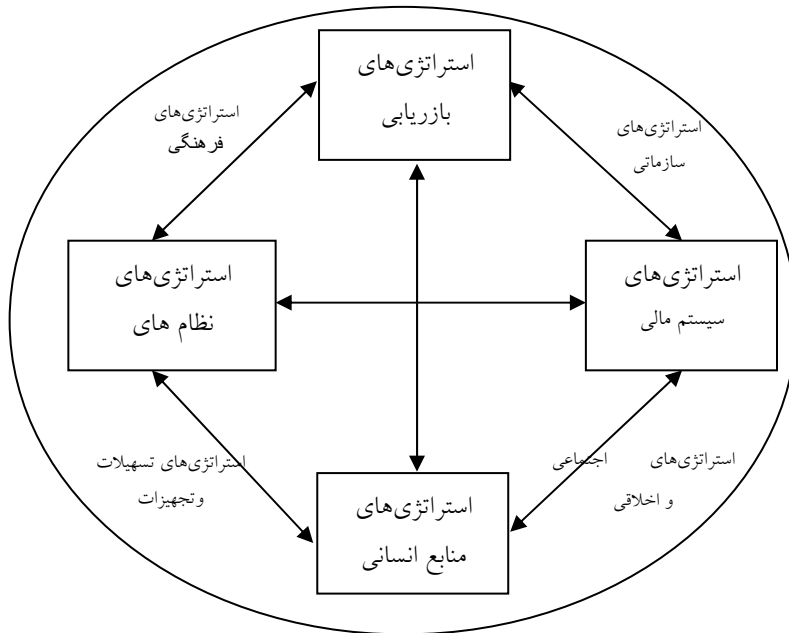 استراتژی‌های
بازریابی
استراتژی‌های
سازماتی
استراتژی‌های
فرهنگی
استراتژی‌های
سیستم مالی
استراتژی‌های
نظام های
استراتژی‌های اجتماعی
و اخلاقی
استراتژی‌های تسهیلات
وتجهیزات
استراتژی‌های
منابع انسانی